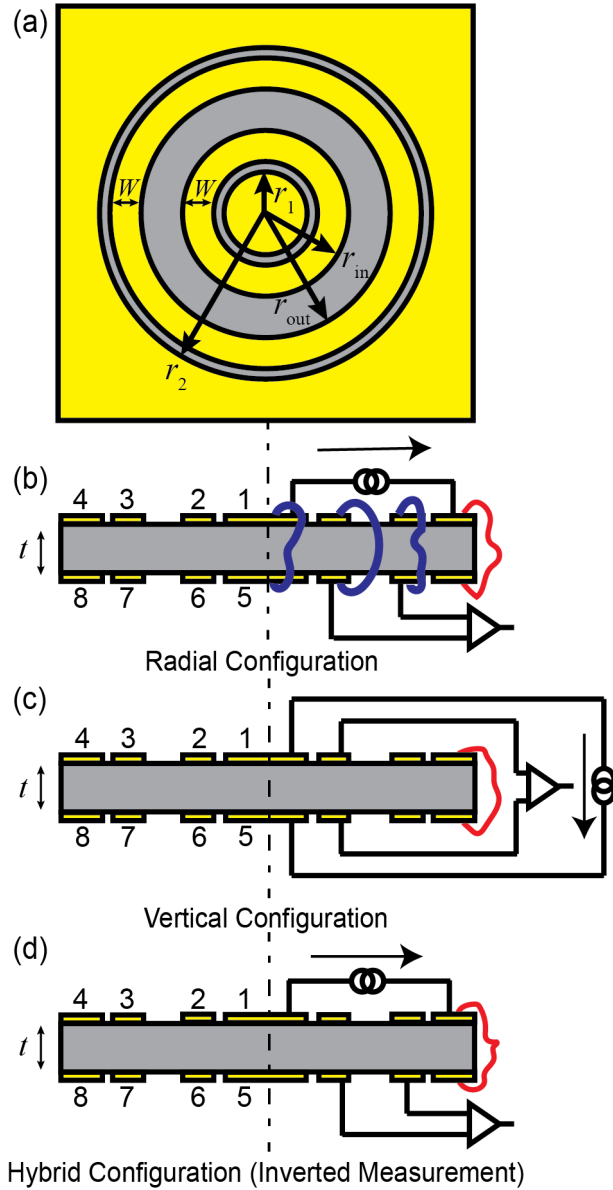 (a)
W W r1
rin
rout
r2
(b)
4 3 2 1
t
8 7 6 5
Radial Configuration
(c)
4 3 2 1
t
8 7 6 5
Vertical Configuration
(d)
4 3 2 1
t
8 7 6 5
Hybrid Configuration (Inverted Measurement)